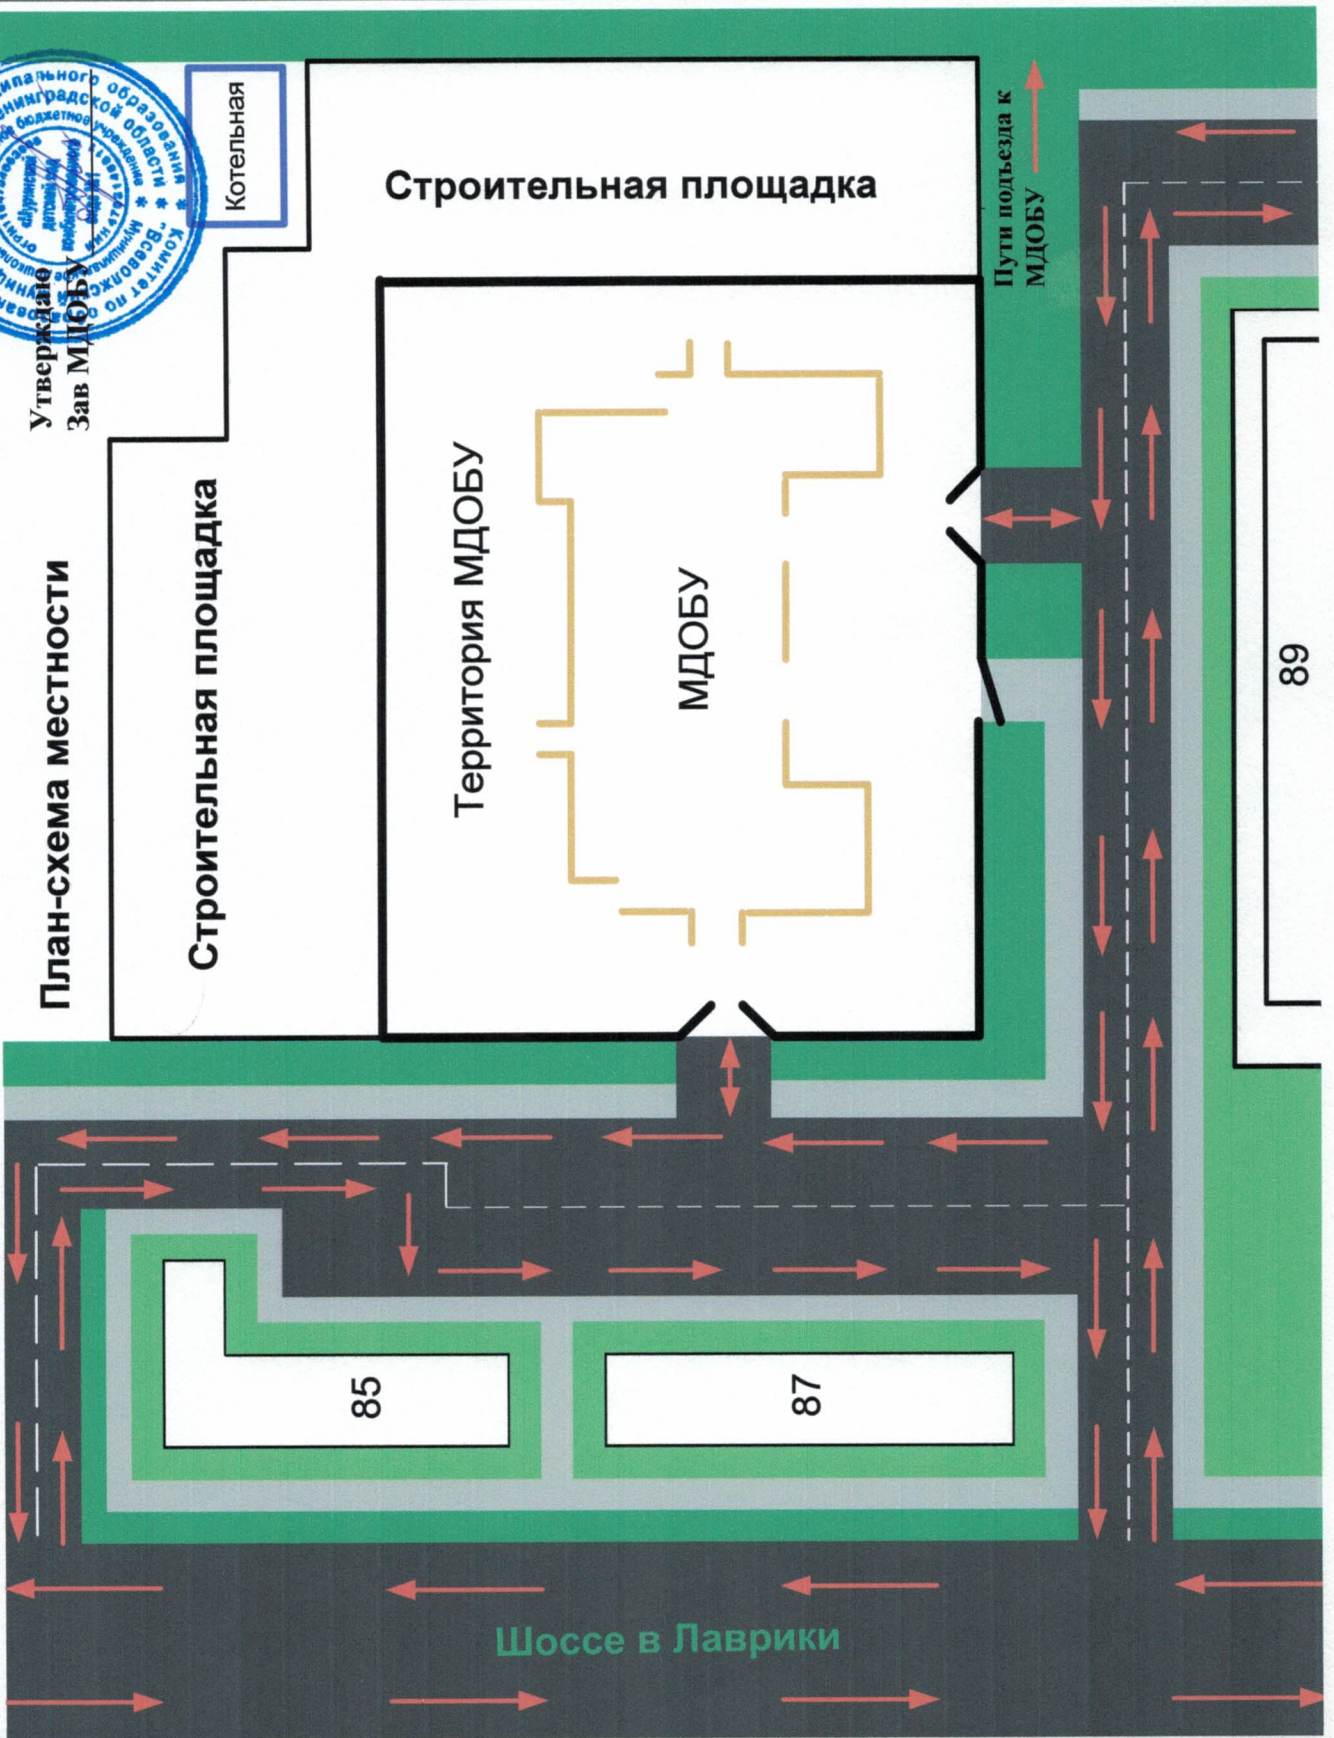 План-схема местности
Утверждаю
Зав МДОБУ
Котельная
Строительная площадка
Строительная площадка
Территория МДОБУ
МДОБУ
Пути подъезда к
МДОБУ
85
87
89
Шоссе в Лаврики